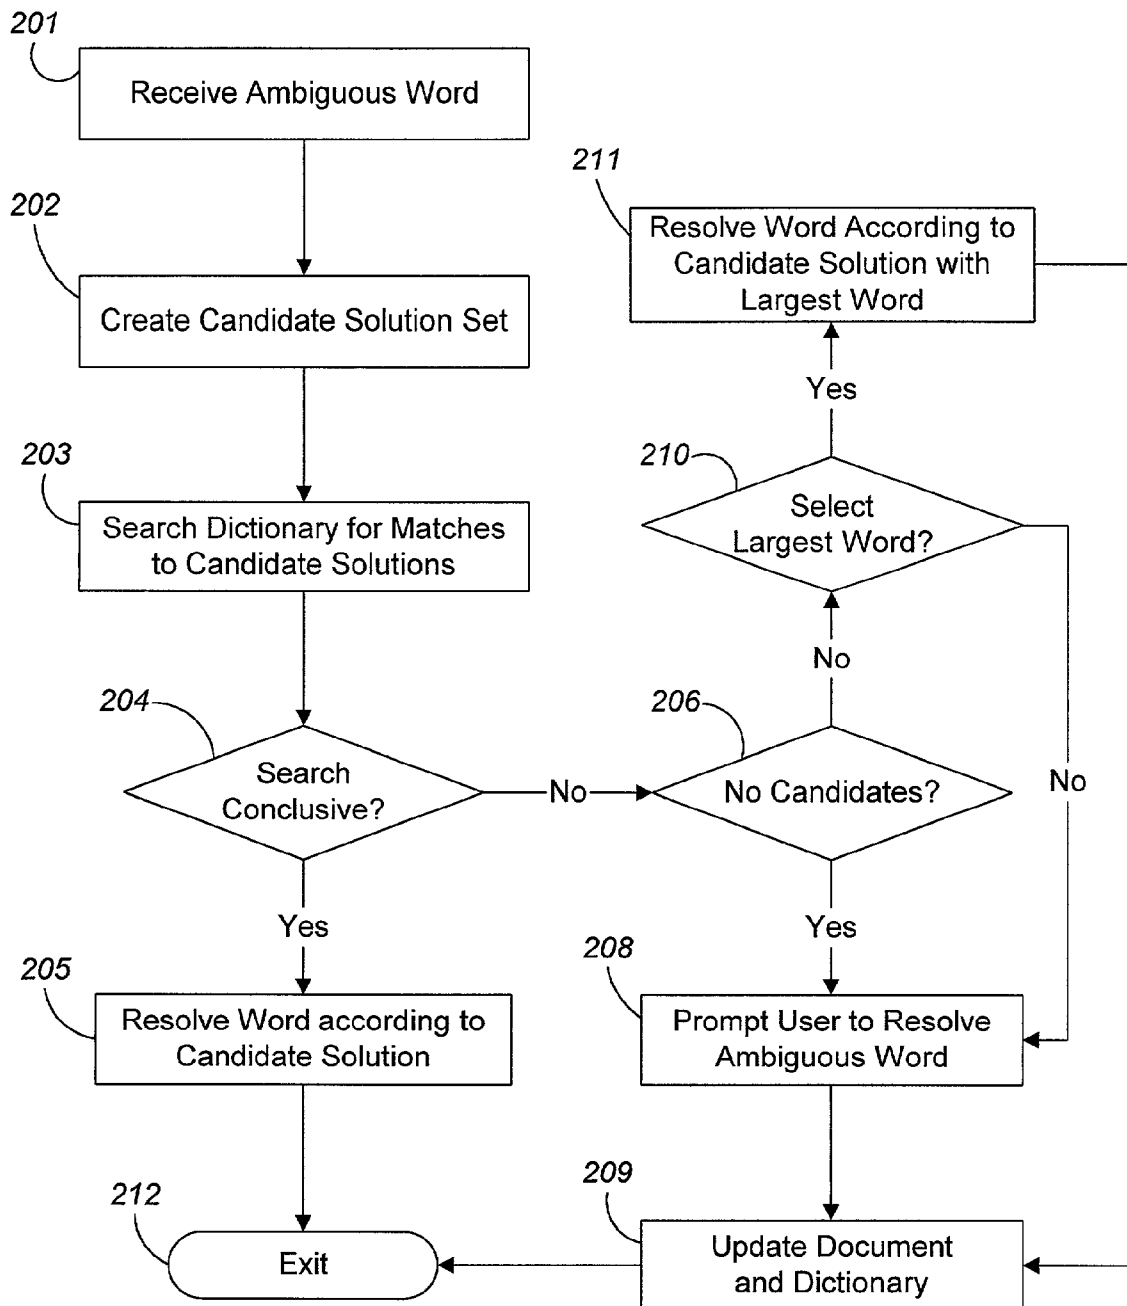 201
Receive Ambiguous Word
202
Create Candidate Solution Set
203
Search Dictionary for Matches
to Candidate Solutions
204
Search
Conclusive?
No
Yes
205
Resolve Word according to
Candidate Solution
212
Exit
211
Resolve Word According to
Candidate Solution with
Largest Word
Yes
210
Select
Largest Word?
No
No
206
No Candidates?
Yes
208
Prompt User to Resolve
Ambiguous Word
209
Update Document
and Dictionary